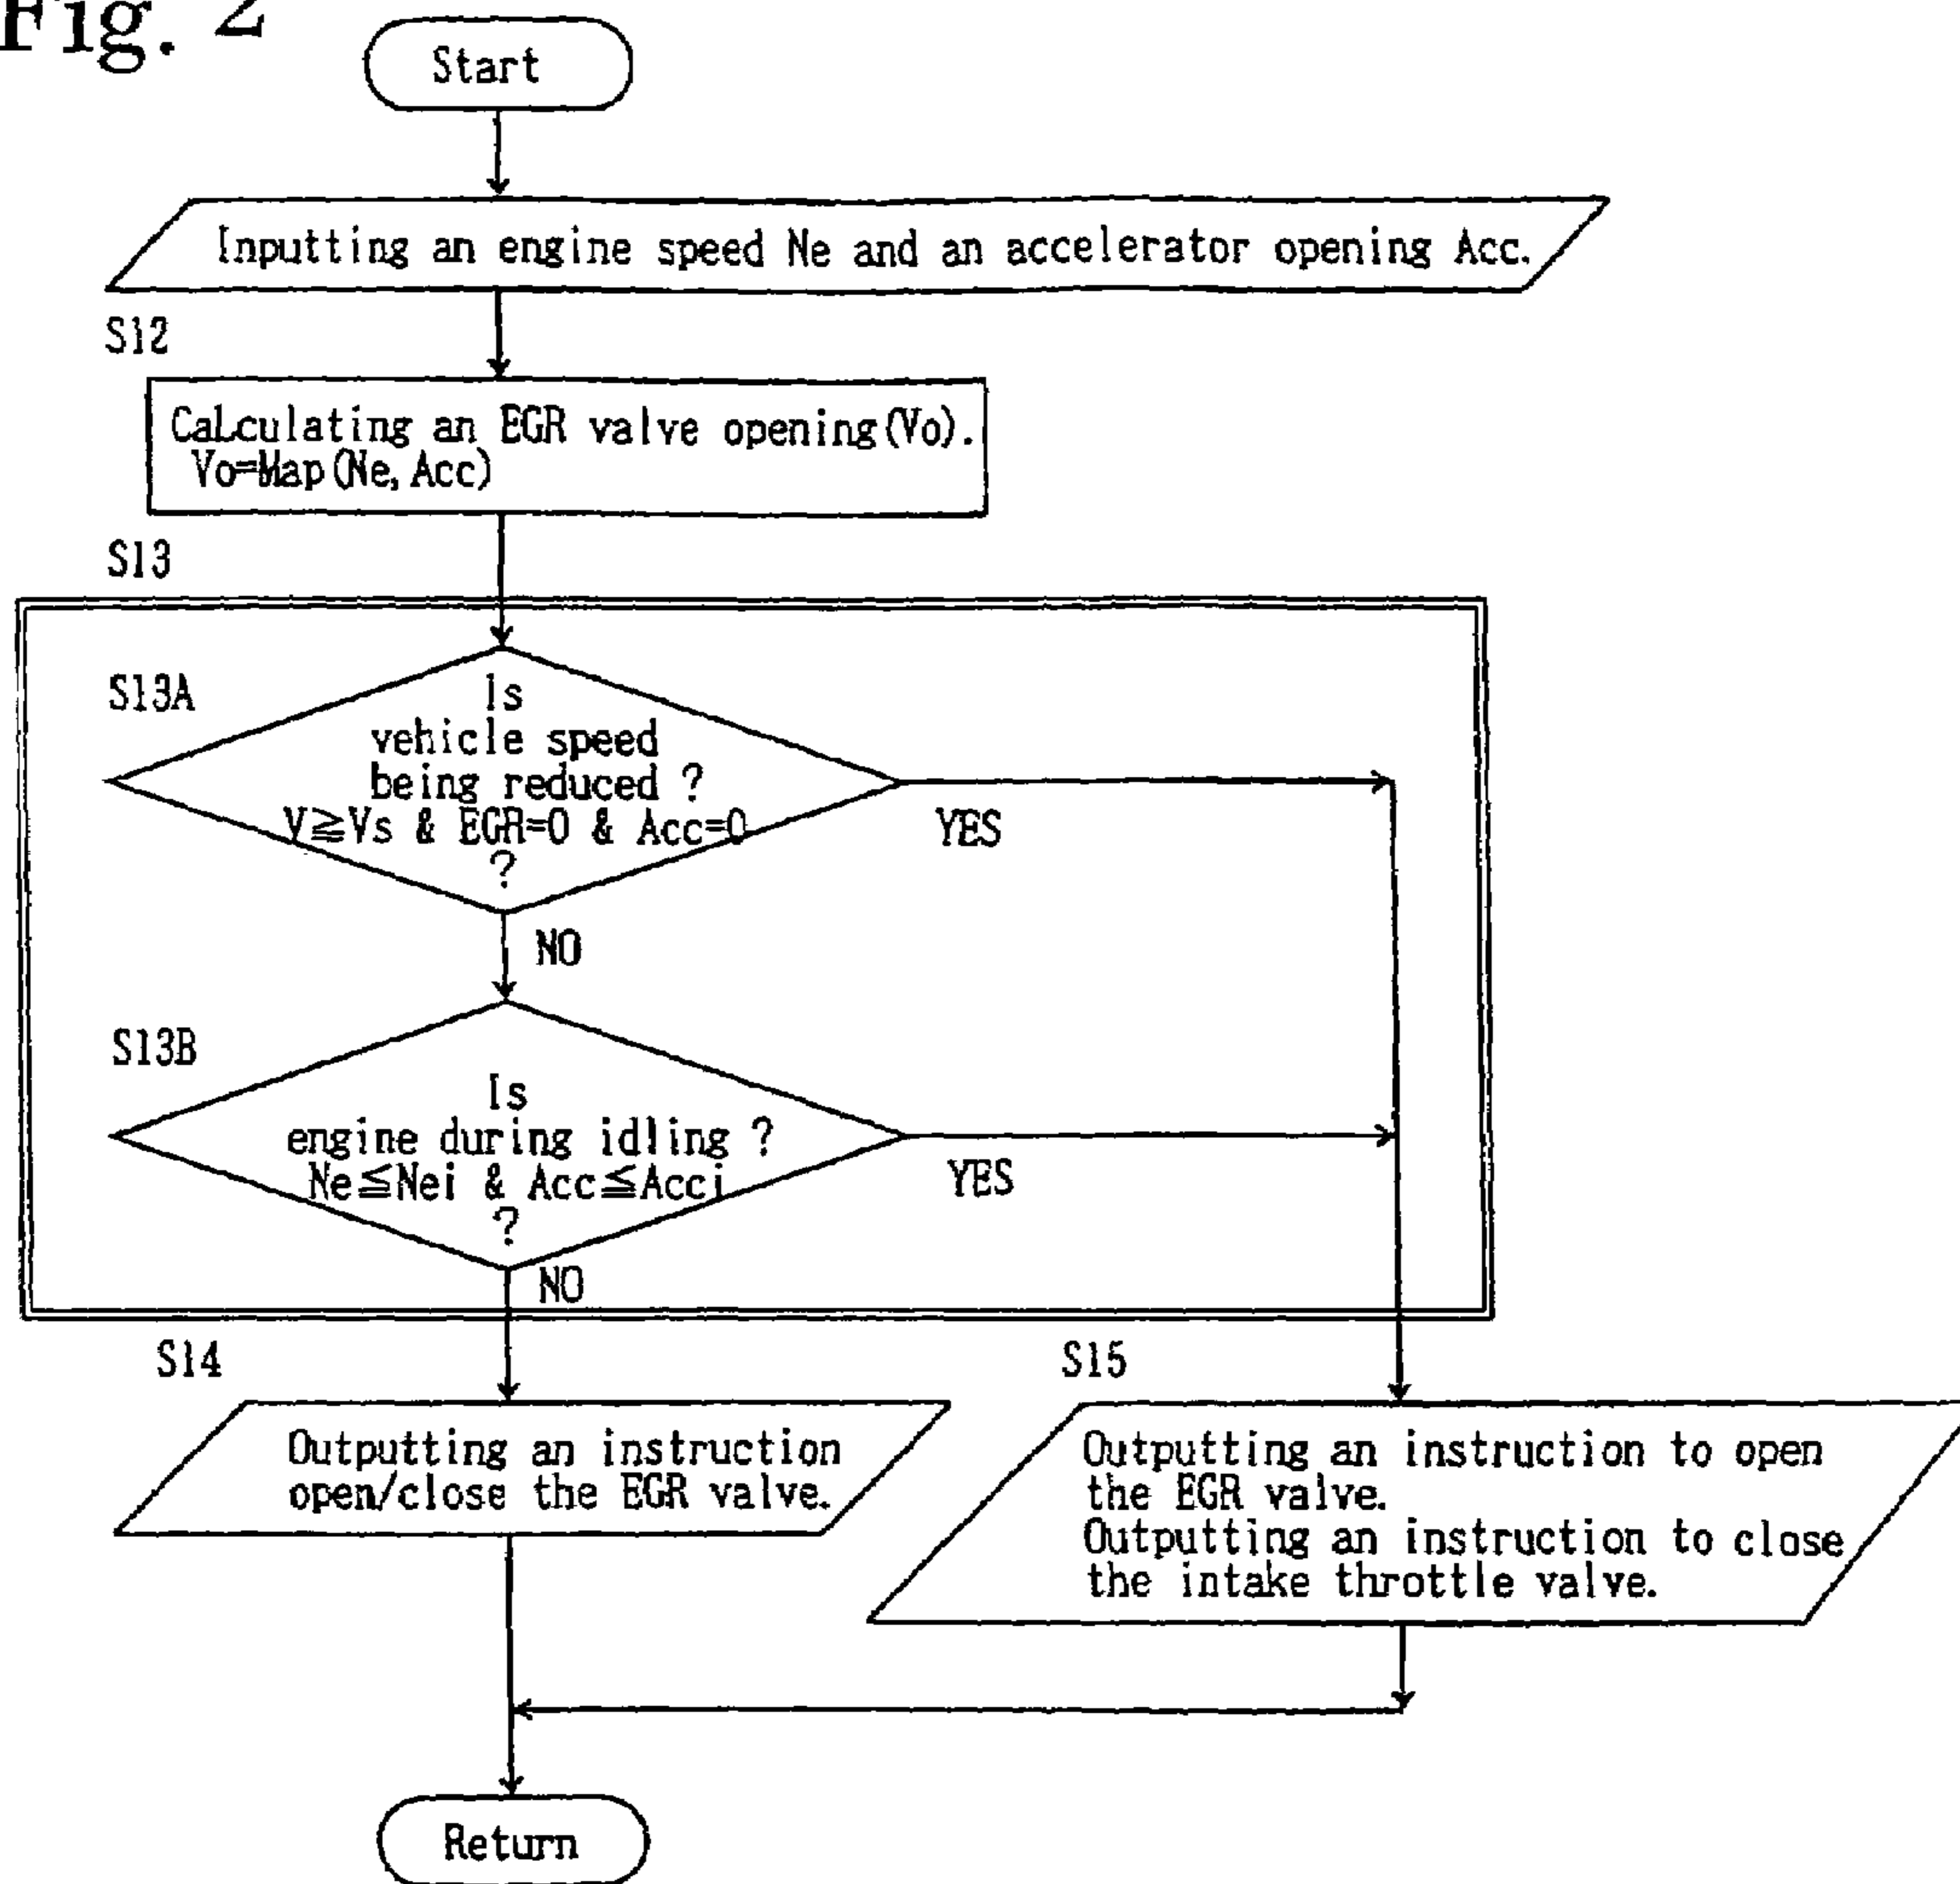 Fig. 2
Start
Inputting an engine speed Ne and an accelerator opening Acc.
S12
Calculating an EGR valve opening(Vo).
Vo=Map(Ne,Acc)
S13
S13A
Is
vehicle speed
being reduced ?
V≧Vs & EGR=0 & Acc=0
?
YES
NO
S13B
Is
engine during idling ?
Ne≦Nei & Acc≦Acci
?
YES
NO
S14
Outputting an instruction
open/close the EGR valve.
S15
Outputting an instruction to open
the EGR valve.
Outputting an instruction to close
the intake throttle valve.
Return